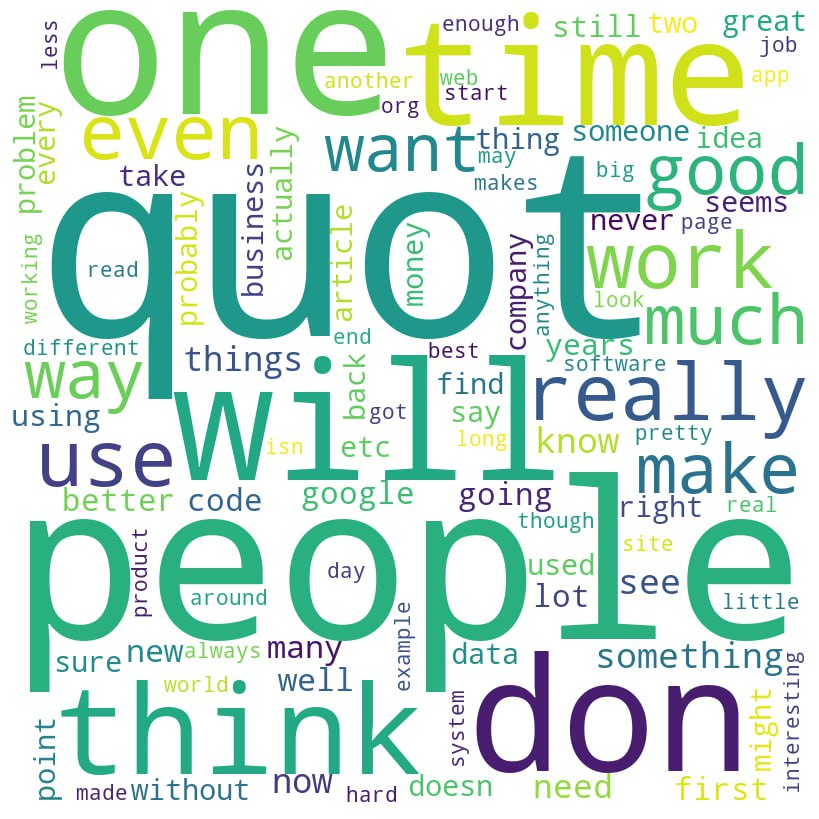 less
one
time
enough
still
two
great
job
another
web
app
org
start
problem
every
even
want
thing
someone
idea
take
actually
may
makes
big
good
seems
quot
business
probably
article
money
company
anything
never
page
work
read
working
look
much
different
end
best
years
software
way
things
back
find
really
using
will
got
say
know
pretty
isn
etc
long
use
make
better
code
google
going
right
real
people
product
day
around
though
used
lot
site
see
little
sure
new
always
many
well
example
data
something
world
think
don
system
might
interesting
point
made
without
now
hard
doesn
need
first